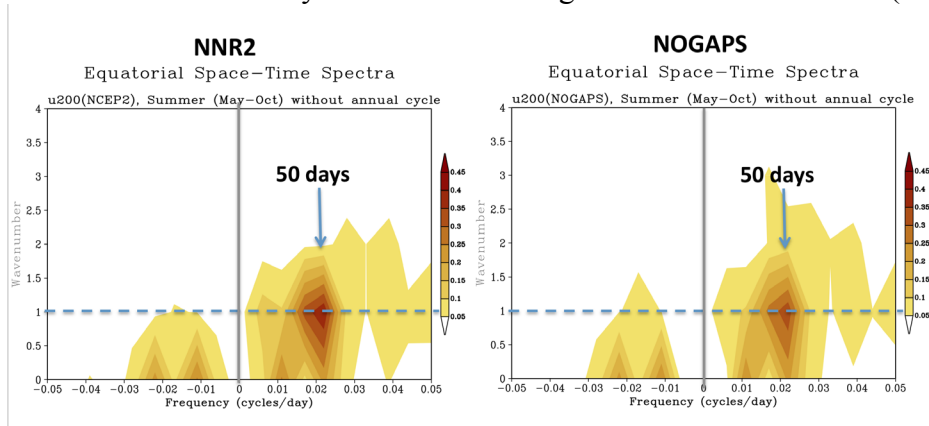 NNR2
Equatorial Space-Time Spectra
u200(NCEP2), Summer (May-Oct) without annual cycle
4
3.5
3
2.5
2
1.5
1
0.5
0
Wavenumber
50 days
-0.05 -0.04 -0.03 -0.02 -0.01 0 0.01 0.02 0.03 0.04 0.05
Frequency (cycles/day)
0.45
0.4
0.35
0.3
0.25
0.2
0.15
0.1
0.05
NOGAPS
Equatorial Space-Time Spectra
u200(NOGAPS), Summer (May-Oct) without annual cycle
4
3.5
3
2.5
2
1.5
1
0.5
0
Wavenumber
50 days
-0.05 -0.04 -0.03 -0.02 -0.01 0 0.01 0.02 0.03 0.04 0.05
Frequency (cycles/day)
0.45
0.4
0.35
0.3
0.25
0.2
0.15
0.1
0.05